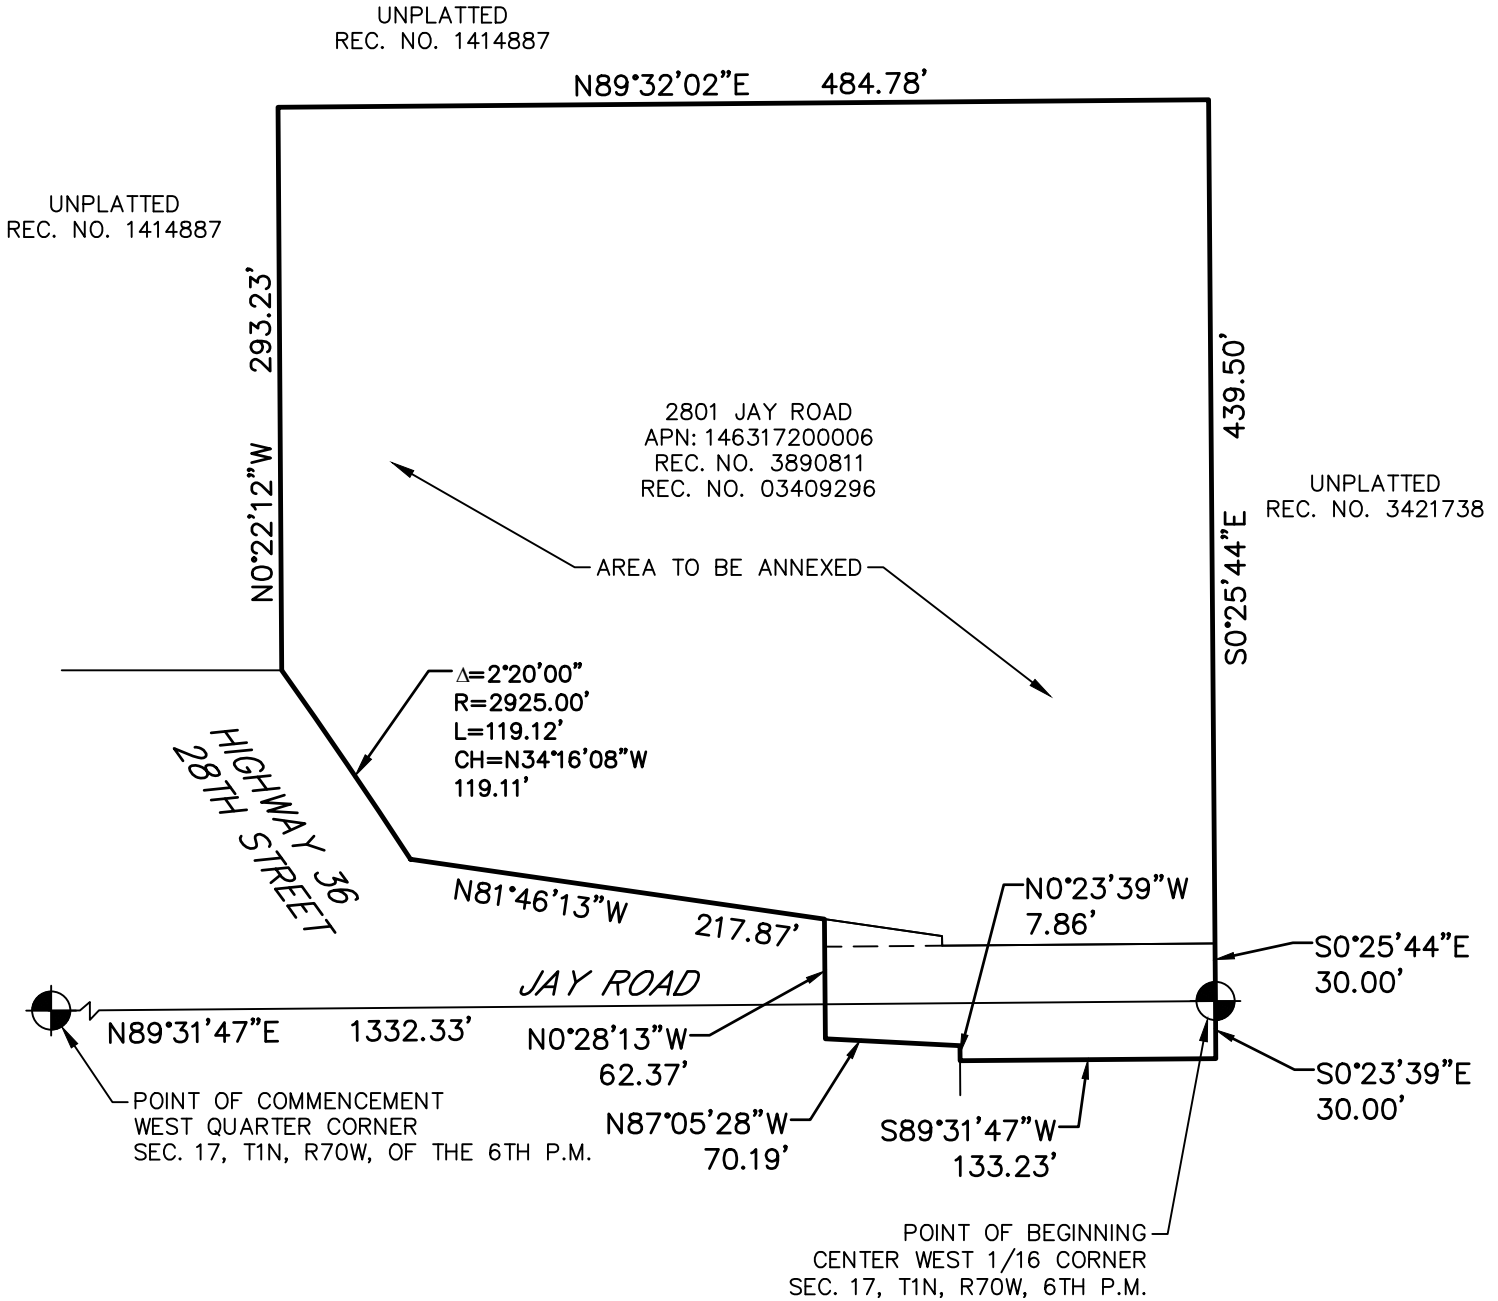 UNPLATTED
REC. NO. 1414887
N89°32'02"E 484.78'
UNPLATTED
REC. NO. 1414887
293.23'
N0°22'12"W
439.50'
S0°25'44"E
2801 JAY ROAD
APN: 146317200006
REC. NO. 3890811
REC. NO. 03409296
UNPLATTED
REC. NO. 3421738
AREA TO BE ANNEXED
Δ=2°20'00"
R=2925.00'
L=119.12'
CH=N34°16'08"W
119.11'
HIGHWAY 36
28TH STREET
N81°46'13"W 217.87'
N0°23'39"W
7.86'
S0°25'44"E
30.00'
JAY ROAD
N89°31'47"E 1332.33'
N0°28'13"W
62.37'
S0°23'39"E
30.00'
POINT OF COMMENCEMENT
WEST QUARTER CORNER
SEC. 17, T1N, R70W, OF THE 6TH P.M.
N87°05'28"W
70.19'
S89°31'47"W
133.23'
POINT OF BEGINNING
CENTER WEST 1/16 CORNER
SEC. 17, T1N, R70W, 6TH P.M.